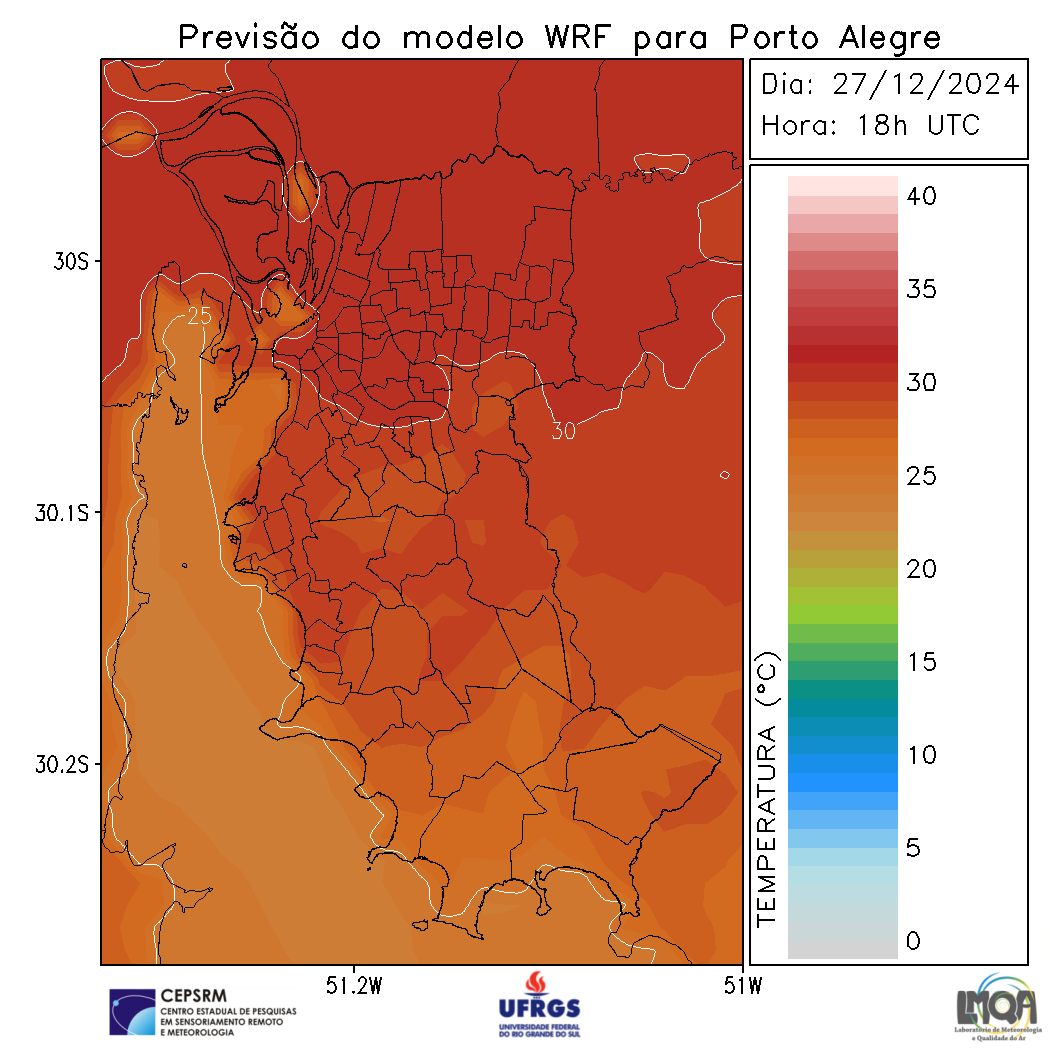 Previsão do modelo WRF para Porto Alegre
Dia: 27/12/2024
Hora: 18h UTC
30S
30.1S
30.2S
51.2W
51W
25
30
TEMPERATURA (°C)
40
35
30
25
20
15
10
5
0
CEPSRM
CENTRO ESTADUAL DE PESQUISAS
EM SENSORIAMENTO REMOTO
E METEOROLOGIA
UFRGS
UNIVERSIDADE FEDERAL
DO RIO GRANDE DO SUL
LMQA
Laboratório de Meteorologia
e Qualidade do Ar